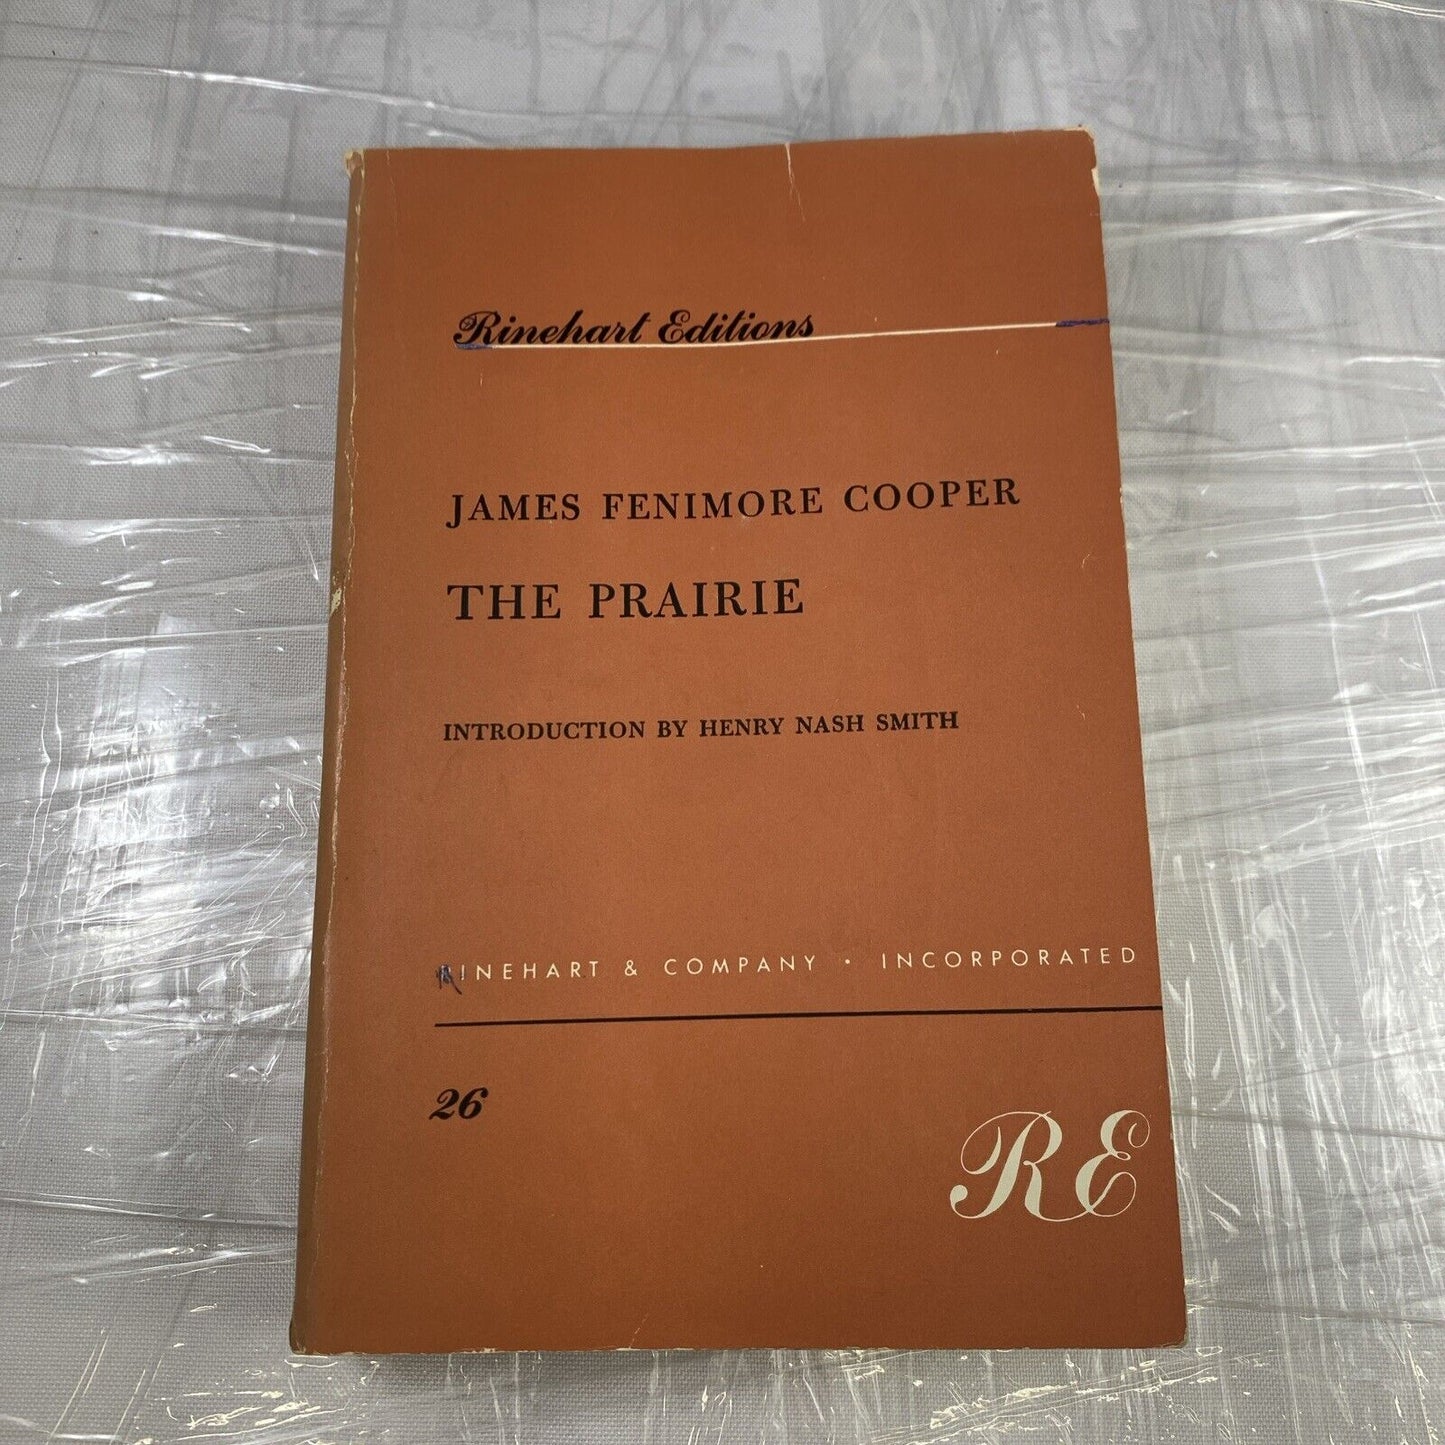 Rinehart Editions
JAMES FENIMORE COOPER
THE PRAIRIE
INTRODUCTION BY HENRY NASH SMITH
RINEHART & COMPANY · INCORPORATED
26
RE